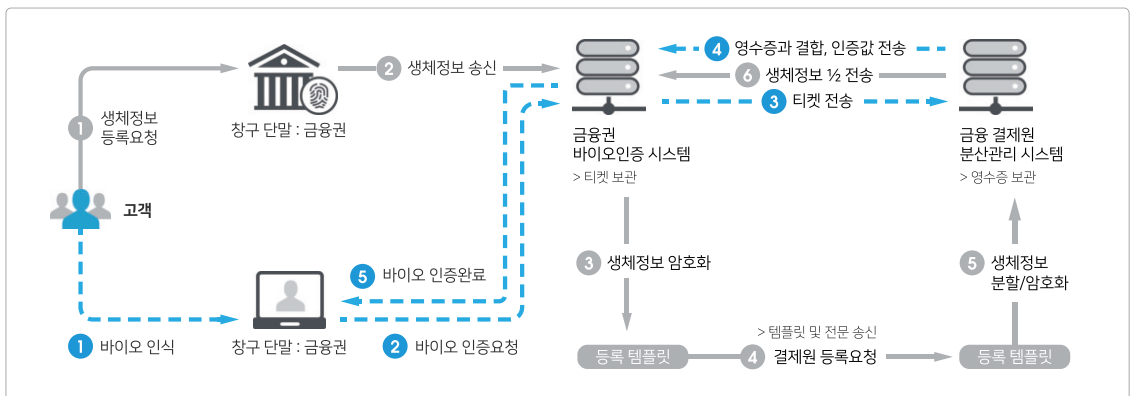 4 영수증과 결합, 인증값 전송
2 생체정보 송신
6 생체정보 ½ 전송
3 티켓 전송
1 생체정보
등록요청
창구 단말 : 금융권
금융권
바이오인증 시스템
> 티켓 보관
금융 결제원
분산관리 시스템
> 영수증 보관
고객
3 생체정보 암호화
5 생체정보
분할/암호화
5 바이오 인증완료
1 바이오 인식
창구 단말 : 금융권
2 바이오 인증요청
> 템플릿 및 전문 송신
등록 템플릿
4 결제원 등록요청
등록 템플릿